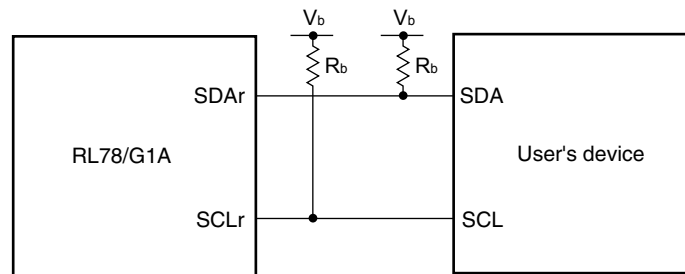 Vb
Vb
Rb
Rb
SDAr
SDA
RL78/G1A
User's device
SCLr
SCL